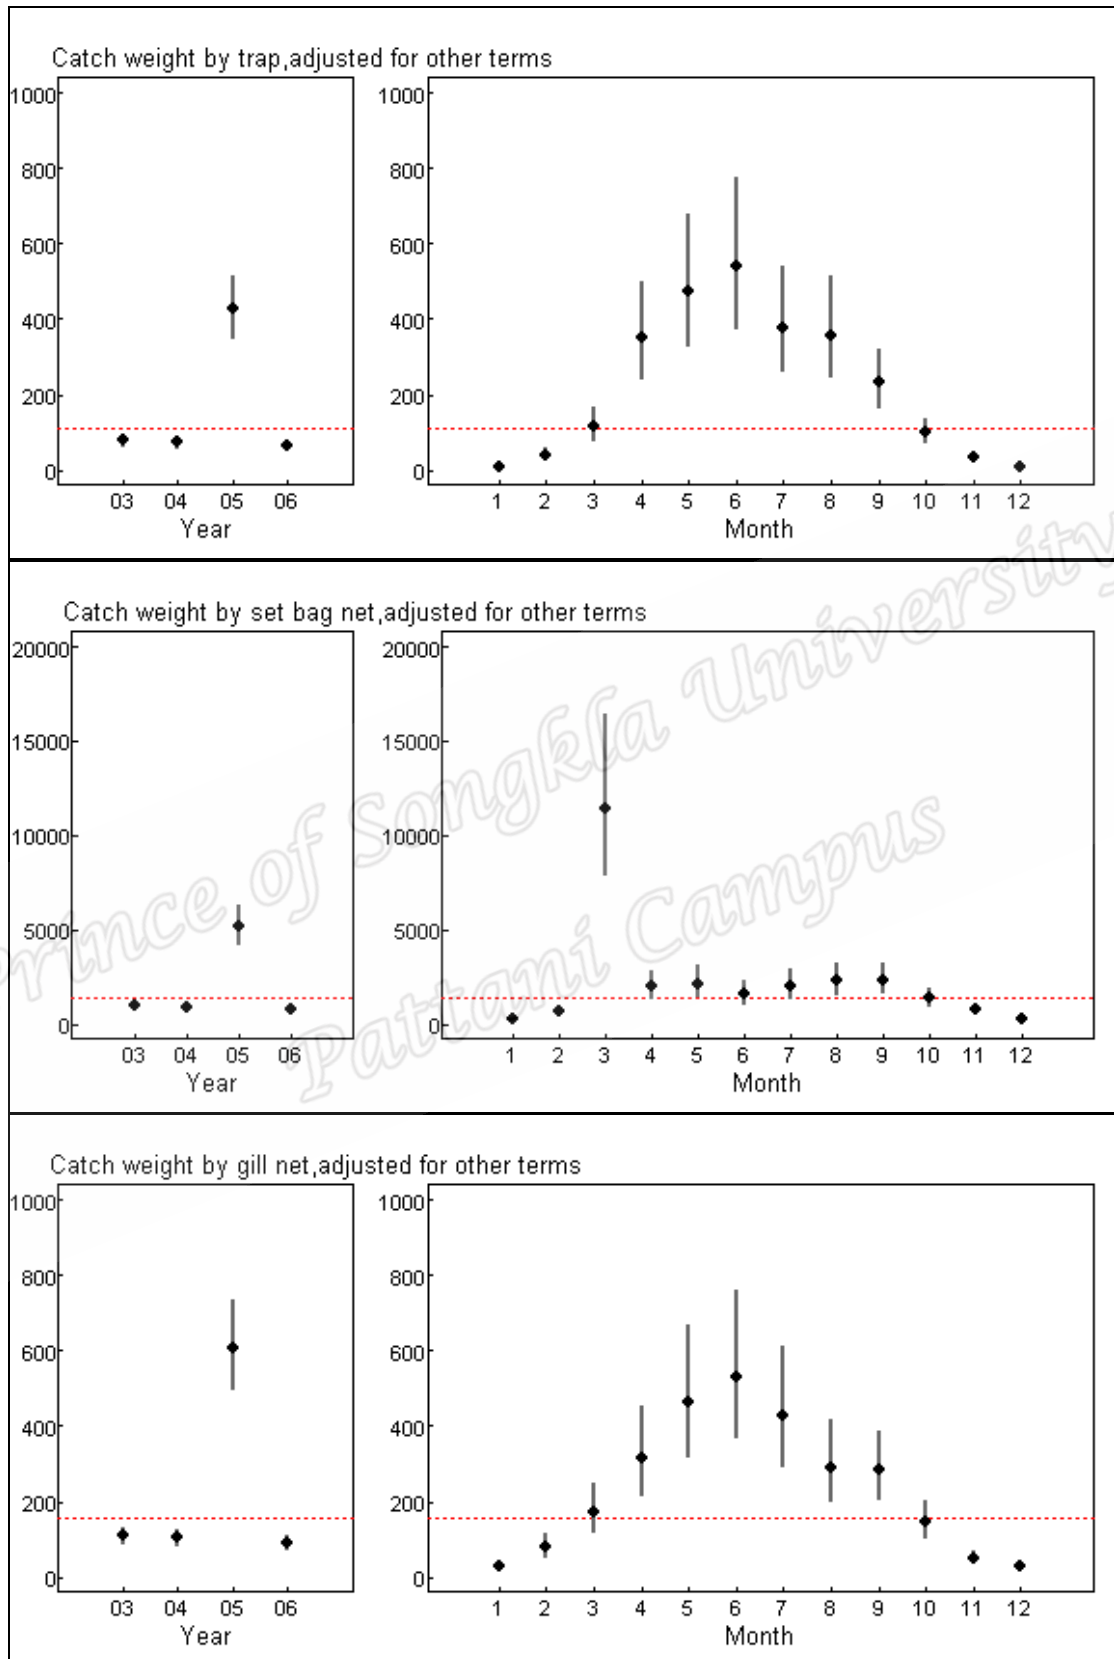 Catch weight by trap,adjusted for other terms
1000 1000
800 800
600 600
400 400
200 200
0 0
03 04 05 06 1 2 3 4 5 6 7 8 9 10 11 12
Year Month
Catch weight by set bag net,adjusted for other terms
20000 20000
15000 15000
10000 10000
5000 5000
0 0
03 04 05 06 1 2 3 4 5 6 7 8 9 10 11 12
Year Month
Catch weight by gill net,adjusted for other terms
1000 1000
800 800
600 600
400 400
200 200
0 0
03 04 05 06 1 2 3 4 5 6 7 8 9 10 11 12
Year Month
Prince of Songkla University
Pattani Campus